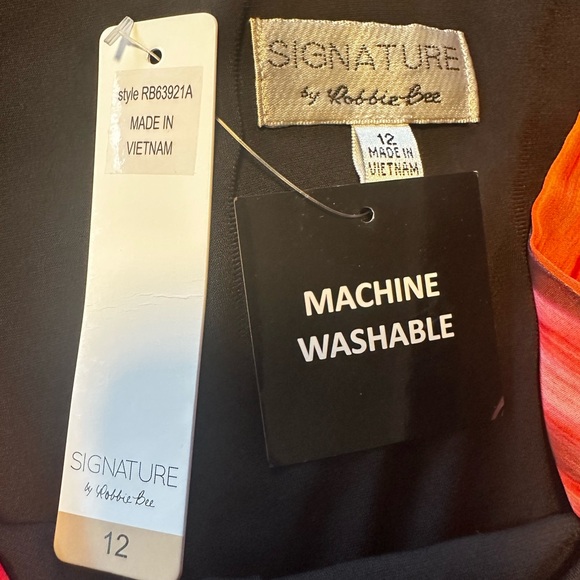 style RB63921A
MADE IN
VIETNAM
SIGNATURE
by Robbie Bee
12
SIGNATURE
by Robbie Bee
12
MADE IN
VIETNAM
MACHINE
WASHABLE